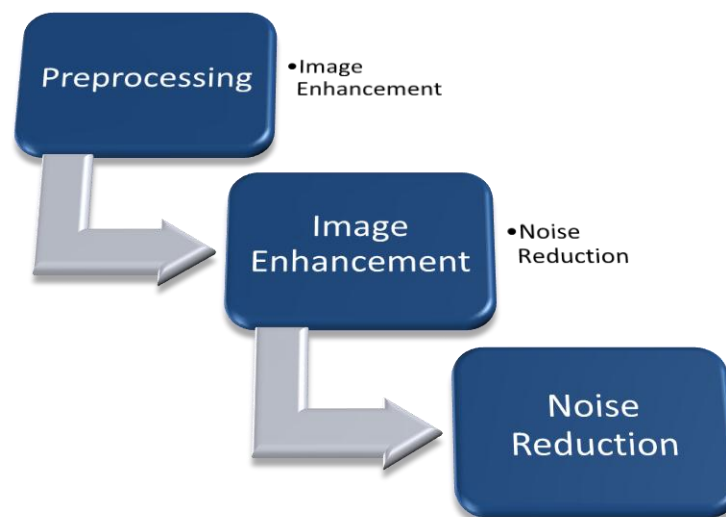 Preprocessing
•Image
Enhancement
Image
Enhancement
•Noise
Reduction
Noise
Reduction